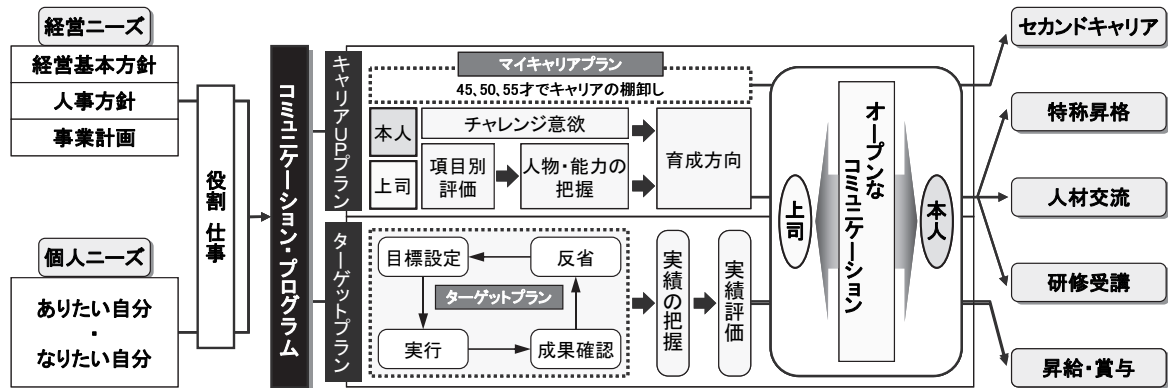 経営ニーズ
経営基本方針
人事方針
事業計画
個人ニーズ
ありたい自分
・
なりたい自分
役割 仕事
コミュニケーション・プログラム
キャリアUPプラン
マイキャリアプラン
45、50、55才でキャリアの棚卸し
本人
チャレンジ意欲
上司
項目別
評価
人物・能力の
把握
育成方向
ターゲットプラン
目標設定
反省
ターゲットプラン
実行
成果確認
実績の把握
実績評価
上司
オープンな
コミュニケーション
本人
セカンドキャリア
特称昇格
人材交流
研修受講
昇給・賞与